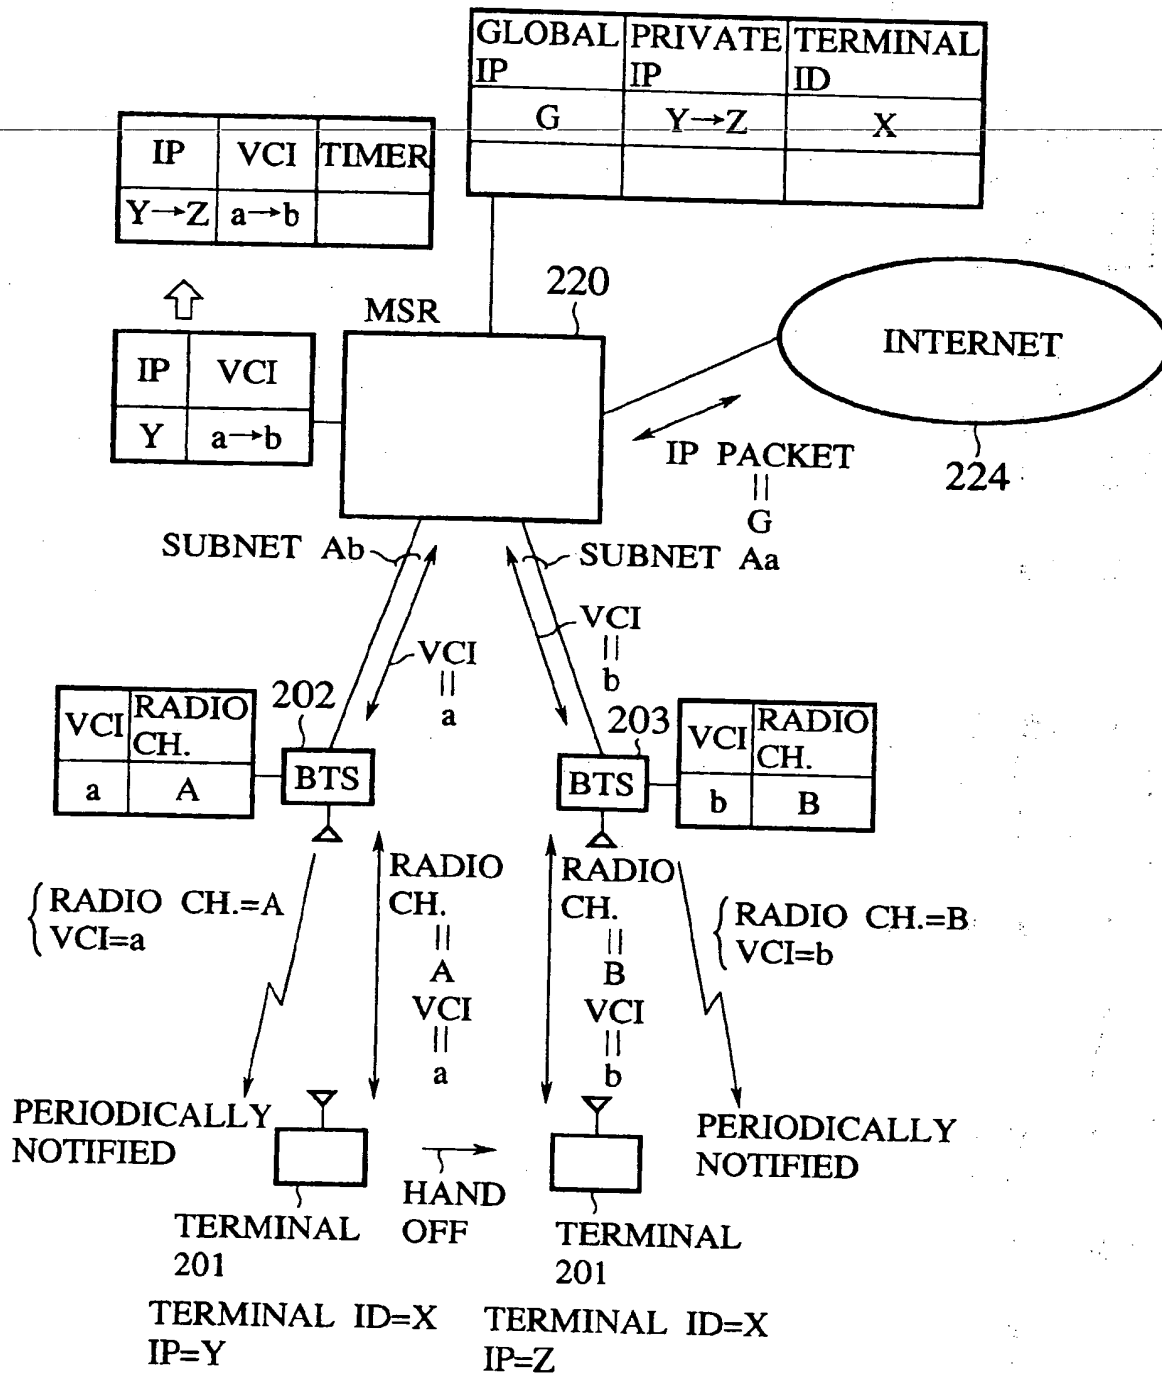 GLOBAL IP
PRIVATE IP
TERMINAL ID
G
Y→Z
X
IP
VCI
TIMER
Y→Z
a→b
MSR
220
IP
VCI
Y
a→b
INTERNET
224
IP PACKET
||
G
SUBNET Ab
SUBNET Aa
VCI
||
a
VCI
||
b
202
203
VCI
RADIO CH.
a
A
BTS
BTS
VCI
RADIO CH.
b
B
RADIO CH.=A
VCI=a
RADIO
CH.
||
A
VCI
||
a
RADIO
CH.
||
B
VCI
||
b
RADIO CH.=B
VCI=b
PERIODICALLY
NOTIFIED
PERIODICALLY
NOTIFIED
HAND
OFF
TERMINAL
201
TERMINAL
201
TERMINAL ID=X
IP=Y
TERMINAL ID=X
IP=Z